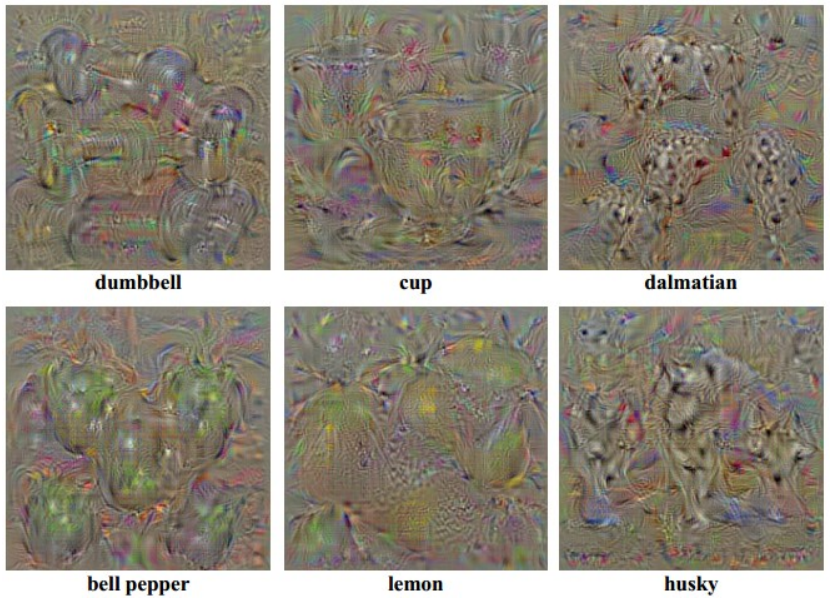 dumbbell
cup
dalmatian
bell pepper
lemon
husky